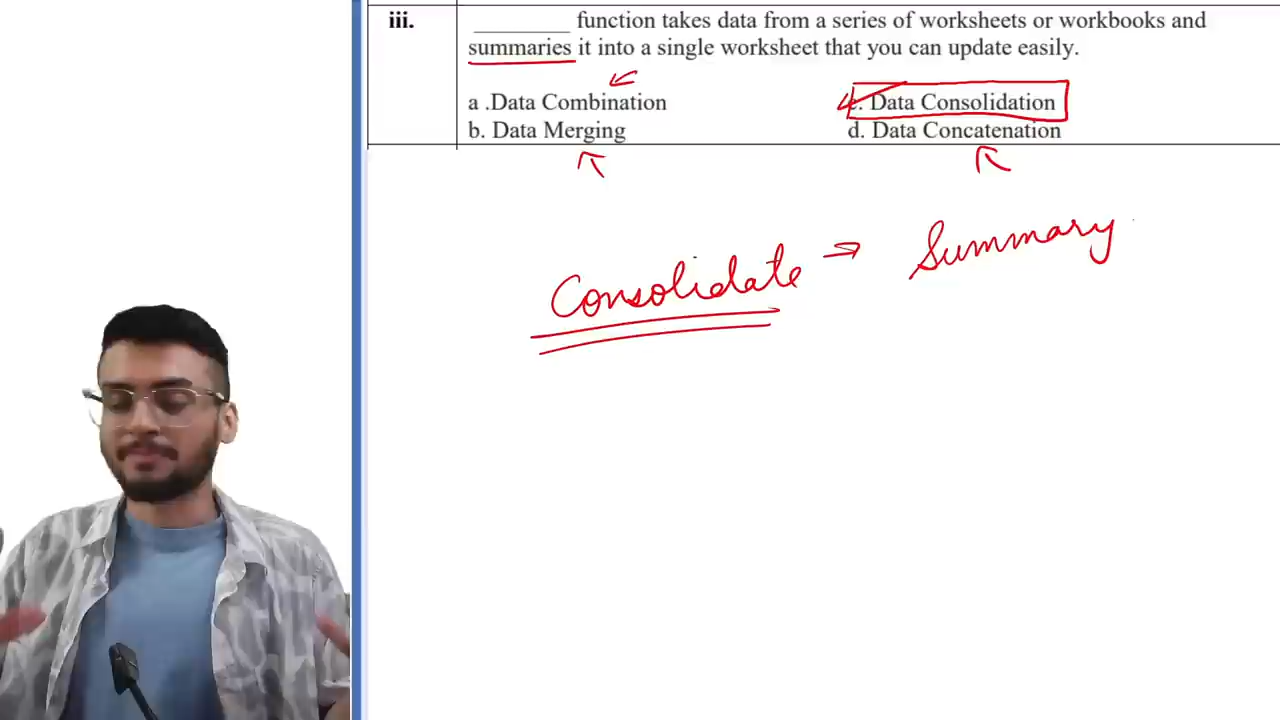 iii. ________ function takes data from a series of worksheets or workbooks and
summaries it into a single worksheet that you can update easily.
a .Data Combination c. Data Consolidation
b. Data Merging d. Data Concatenation
Consolidate → Summary